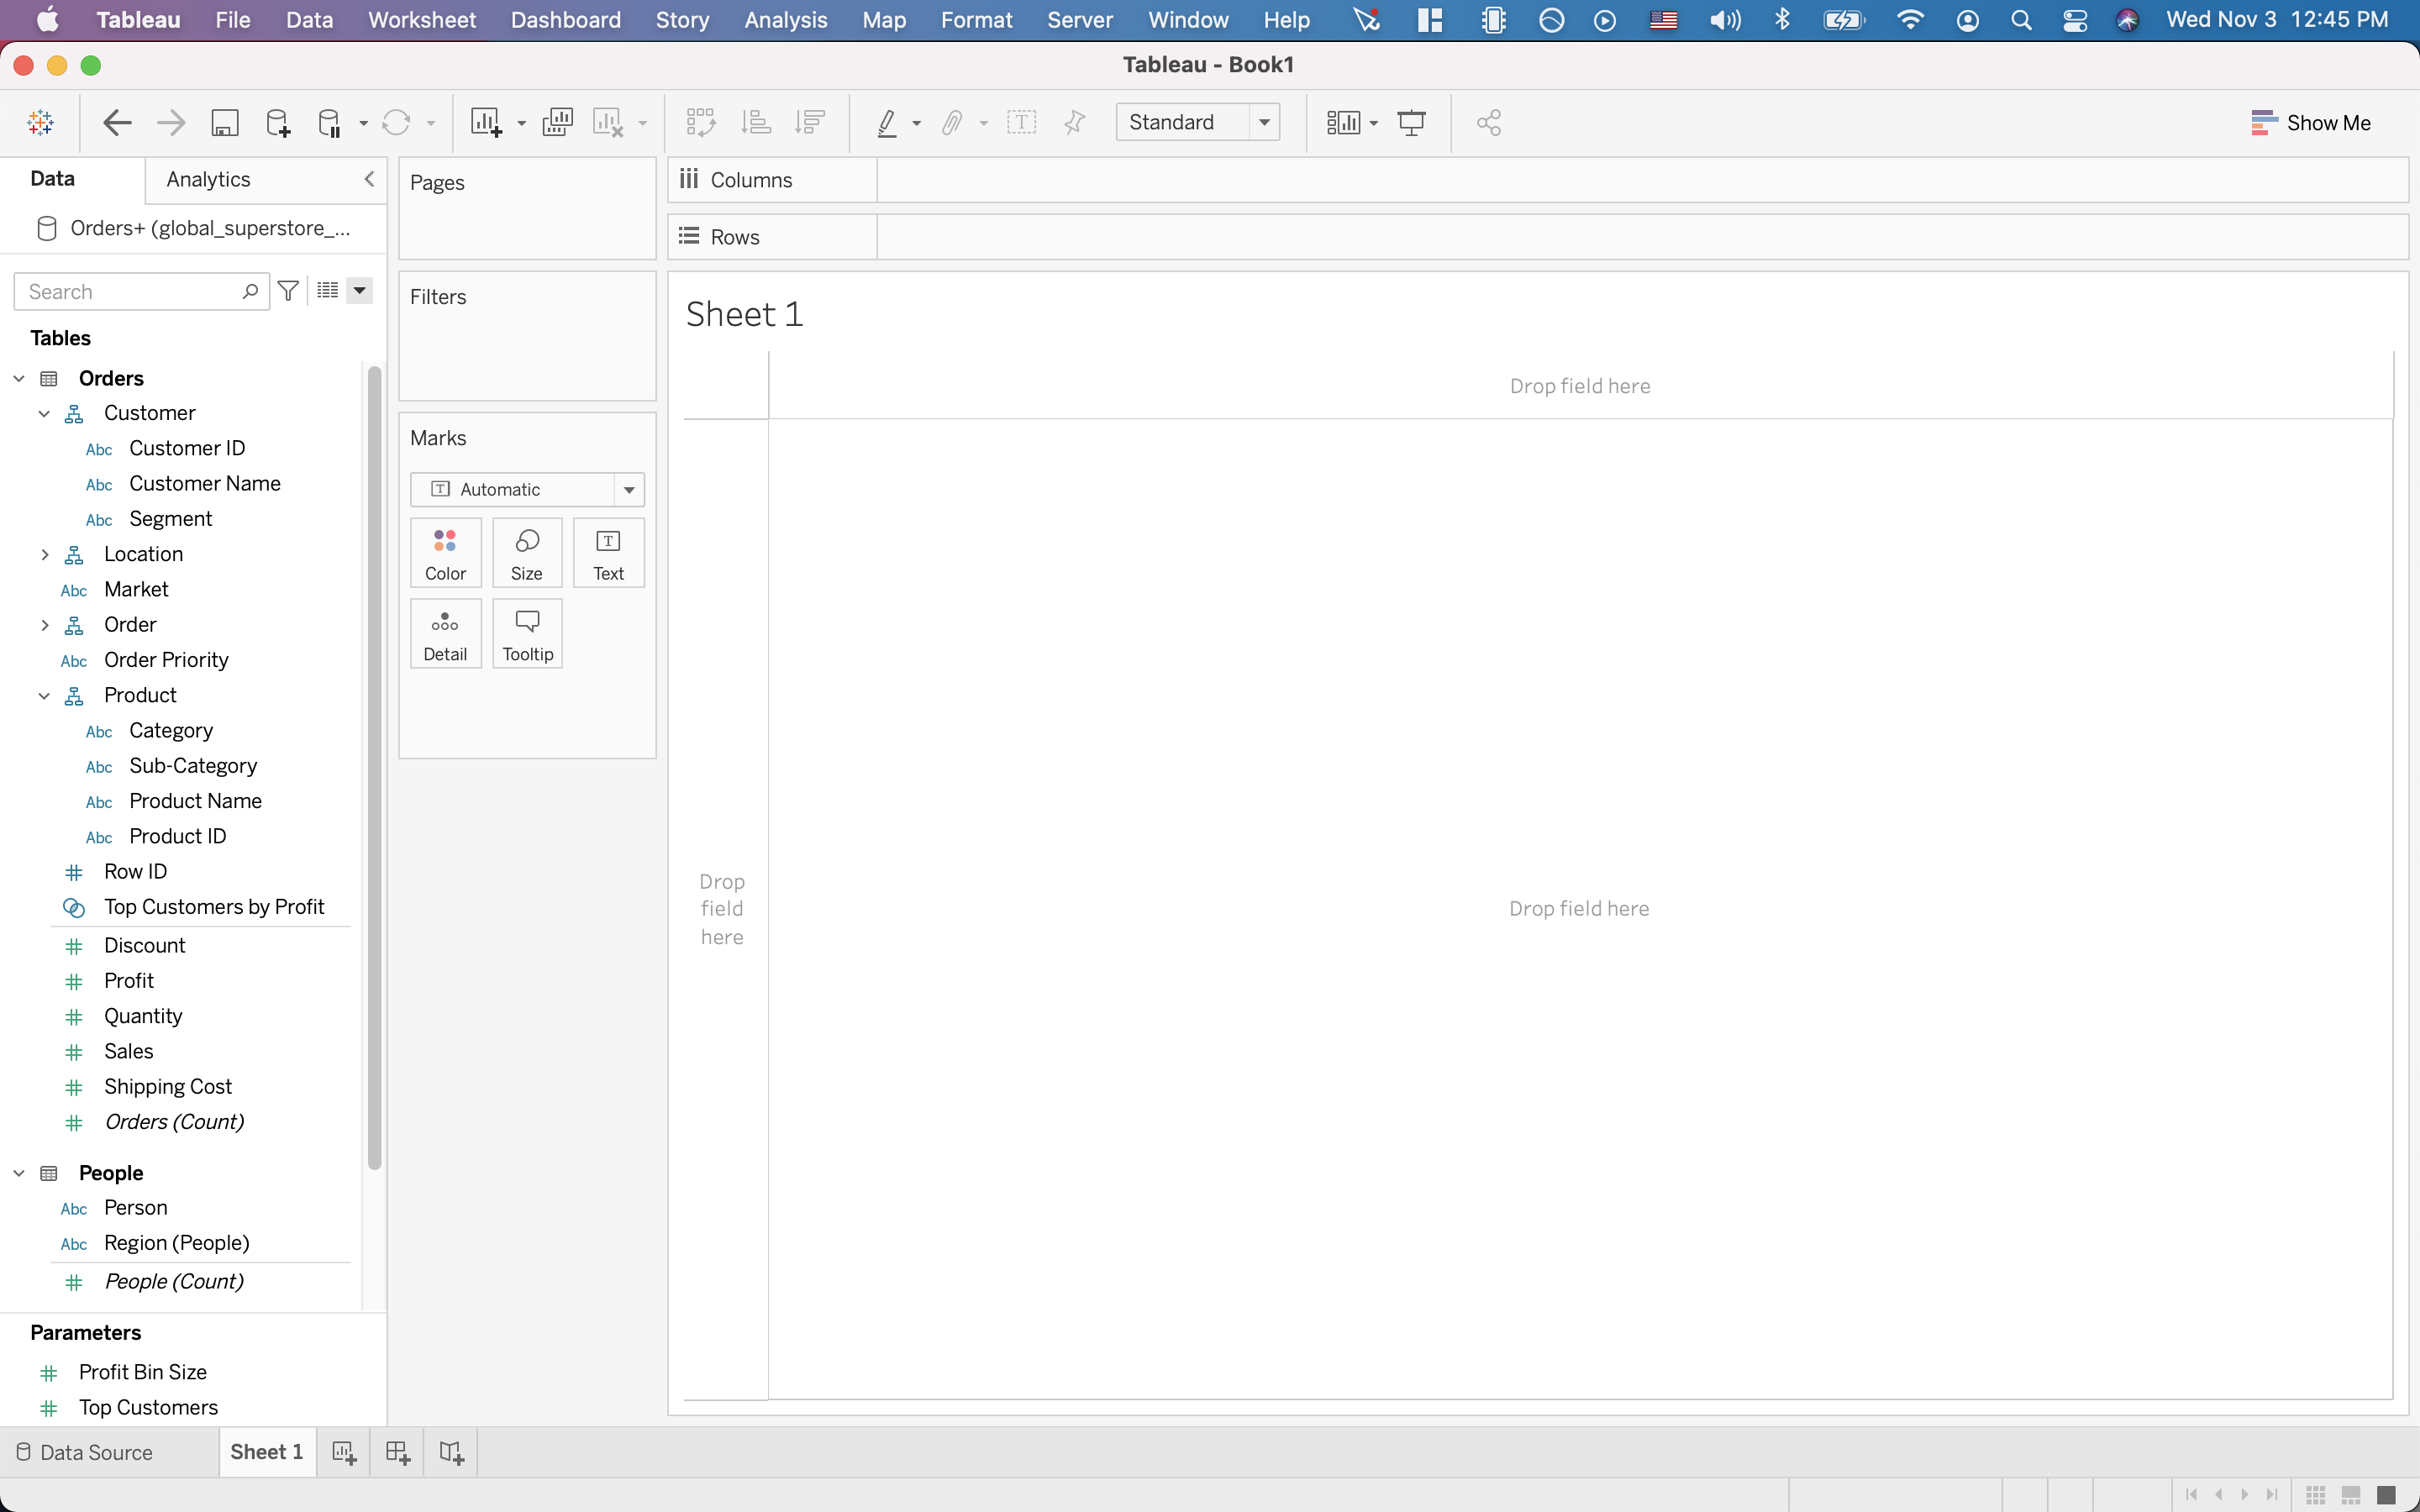 Tableau File Data Worksheet Dashboard Story Analysis Map Format Server Window Help Wed Nov 3 12:45 PM
Tableau - Book1
Standard
Show Me
Data Analytics
Orders+ (global_superstore_...
Search
Tables
Orders
Customer
Abc Customer ID
Abc Customer Name
Abc Segment
Location
Abc Market
Order
Abc Order Priority
Product
Abc Category
Abc Sub-Category
Abc Product Name
Abc Product ID
# Row ID
Top Customers by Profit
# Discount
# Profit
# Quantity
# Sales
# Shipping Cost
# Orders (Count)
People
Abc Person
Abc Region (People)
# People (Count)
Parameters
# Profit Bin Size
# Top Customers
Pages
Filters
Marks
T Automatic
Color Size Text
Detail Tooltip
Columns
Rows
Sheet 1
Drop field here
Drop
field
here
Drop field here
Data Source Sheet 1